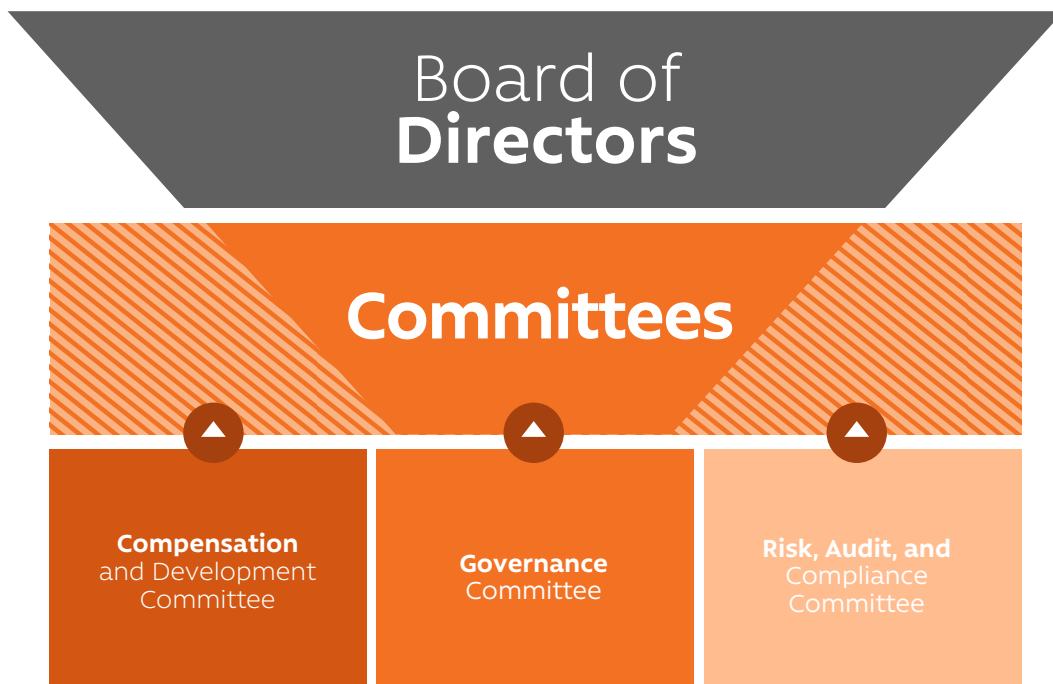 Board of
Directors
Committees
Compensation
and Development
Committee
Governance
Committee
Risk, Audit, and
Compliance
Committee